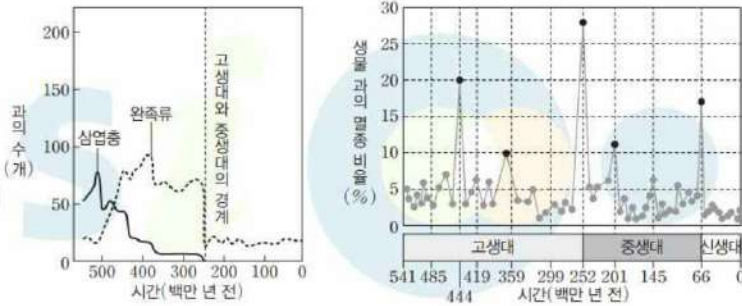 200
150
100
50
0
과의 수(개)
삼엽충
완족류
고생대와 중생대의 경계
500 400 300 200 100 0
시간(백만 년 전)
30
25
20
15
10
5
0
생물 과의 멸종 비율(%)
고생대 중생대 신생대
541 485 419 359 299 252 201 145 66 0
444
시간(백만 년 전)